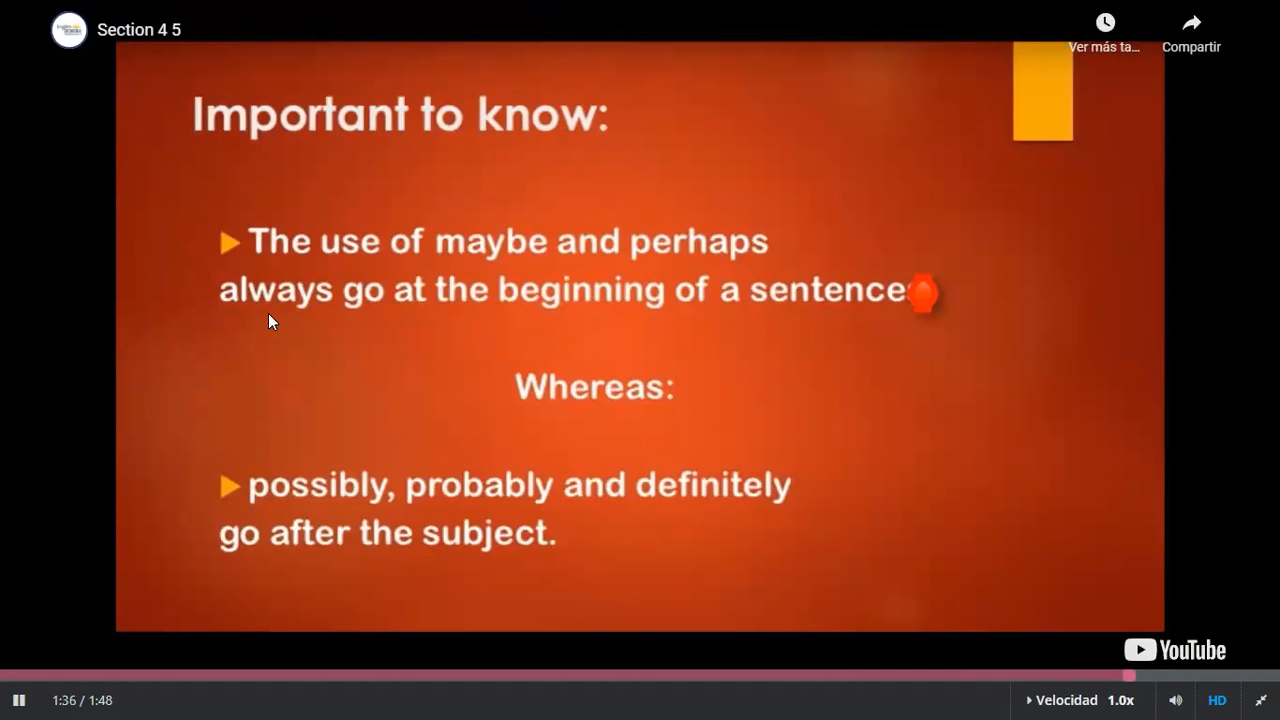 Section 4 5
Ver más ta...
Compartir
Important to know:
The use of maybe and perhaps
always go at the beginning of a sentence
Whereas:
possibly, probably and definitely
go after the subject.
YouTube
1:36 / 1:48
Velocidad 1.0x
HD